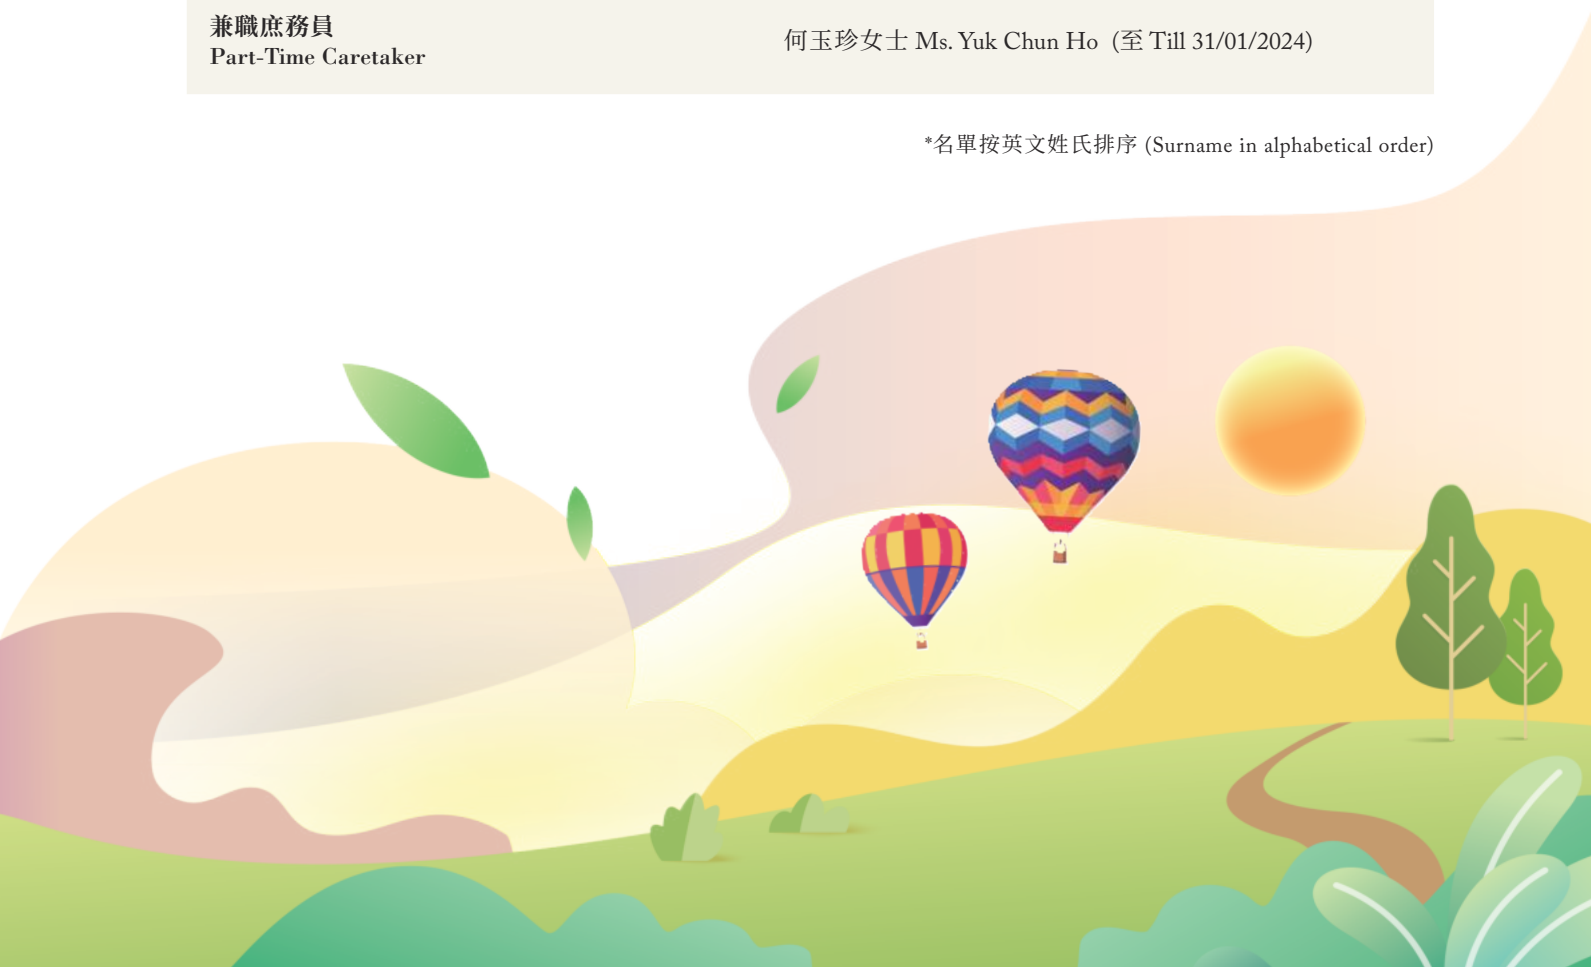 兼職庶務員
Part-Time Caretaker
何玉珍女士 Ms. Yuk Chun Ho (至 Till 31/01/2024)
*名單按英文姓氏排序 (Surname in alphabetical order)